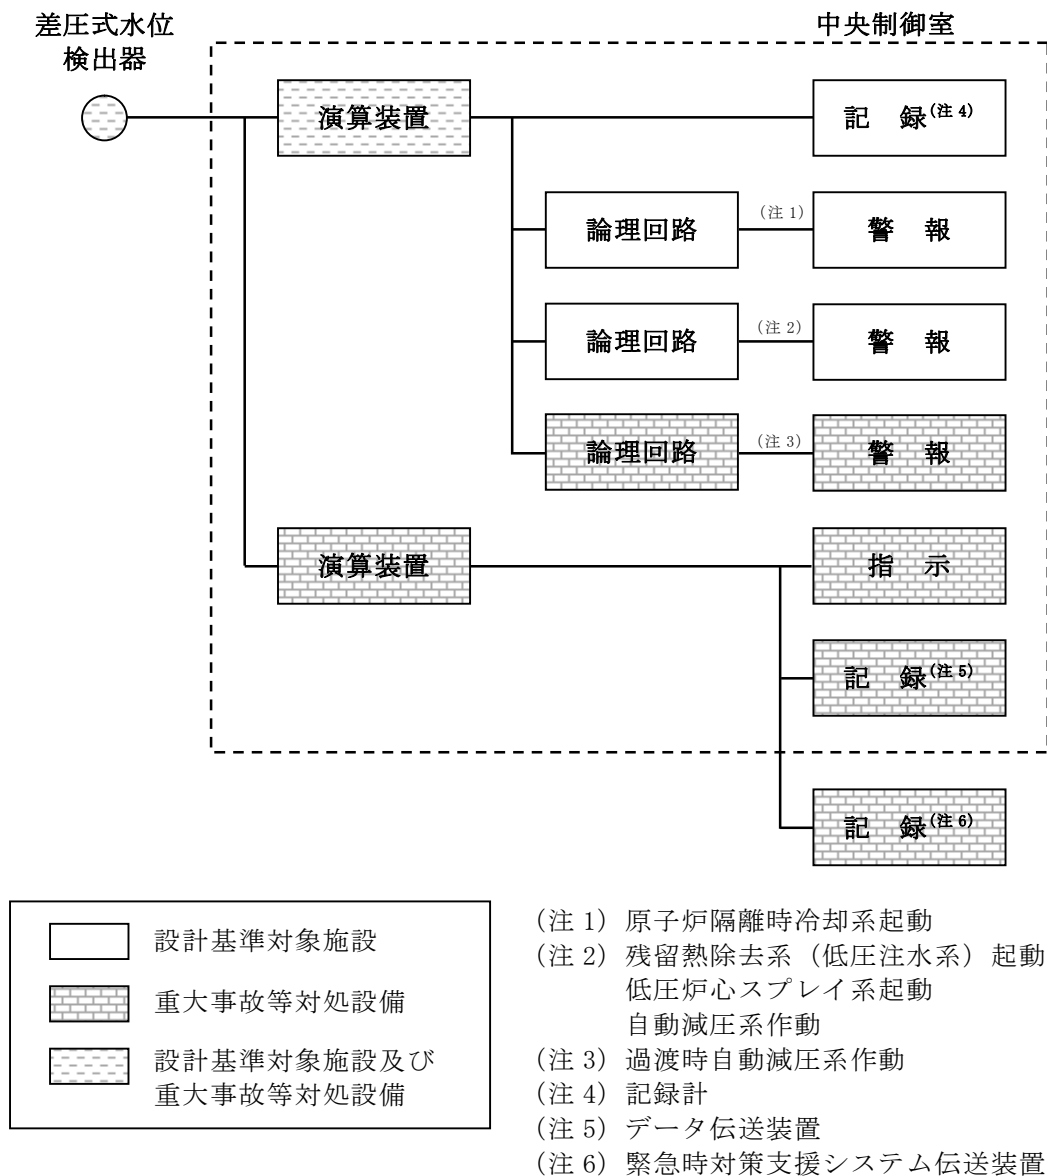 差圧式水位
検出器
中央制御室
演算装置
記 録(注 4)
論理回路
(注 1)
警 報
論理回路
(注 2)
警 報
論理回路
(注 3)
警 報
演算装置
指 示
記 録(注 5)
記 録(注 6)
設計基準対象施設
重大事故等対処設備
設計基準対象施設及び
重大事故等対処設備
(注 1) 原子炉隔離時冷却系起動
(注 2) 残留熱除去系(低圧注水系)起動
低圧炉心スプレイ系起動
自動減圧系作動
(注 3) 過渡時自動減圧系作動
(注 4) 記録計
(注 5) データ伝送装置
(注 6) 緊急時対策支援システム伝送装置